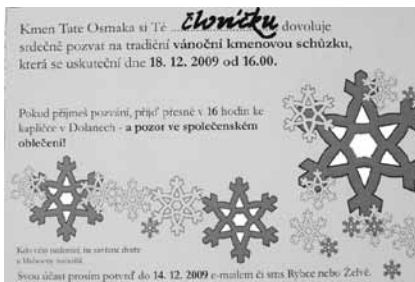 Kmen Tate Osmaka si Tě človíčku dovoluje
srdečně pozvat na tradiční vánoční kmenovou schůzku,
která se uskuteční dne 18. 12. 2009 od 16.00.
Pokud přijmeš pozvání, přijď přesně v 16 hodin ke
kapličce v Dolanech - a pozor ve společenském
oblečení!
Svou účast prosím potvrď do 14. 12. 2009 e-mailem či sms Rybce nebo Želvě.